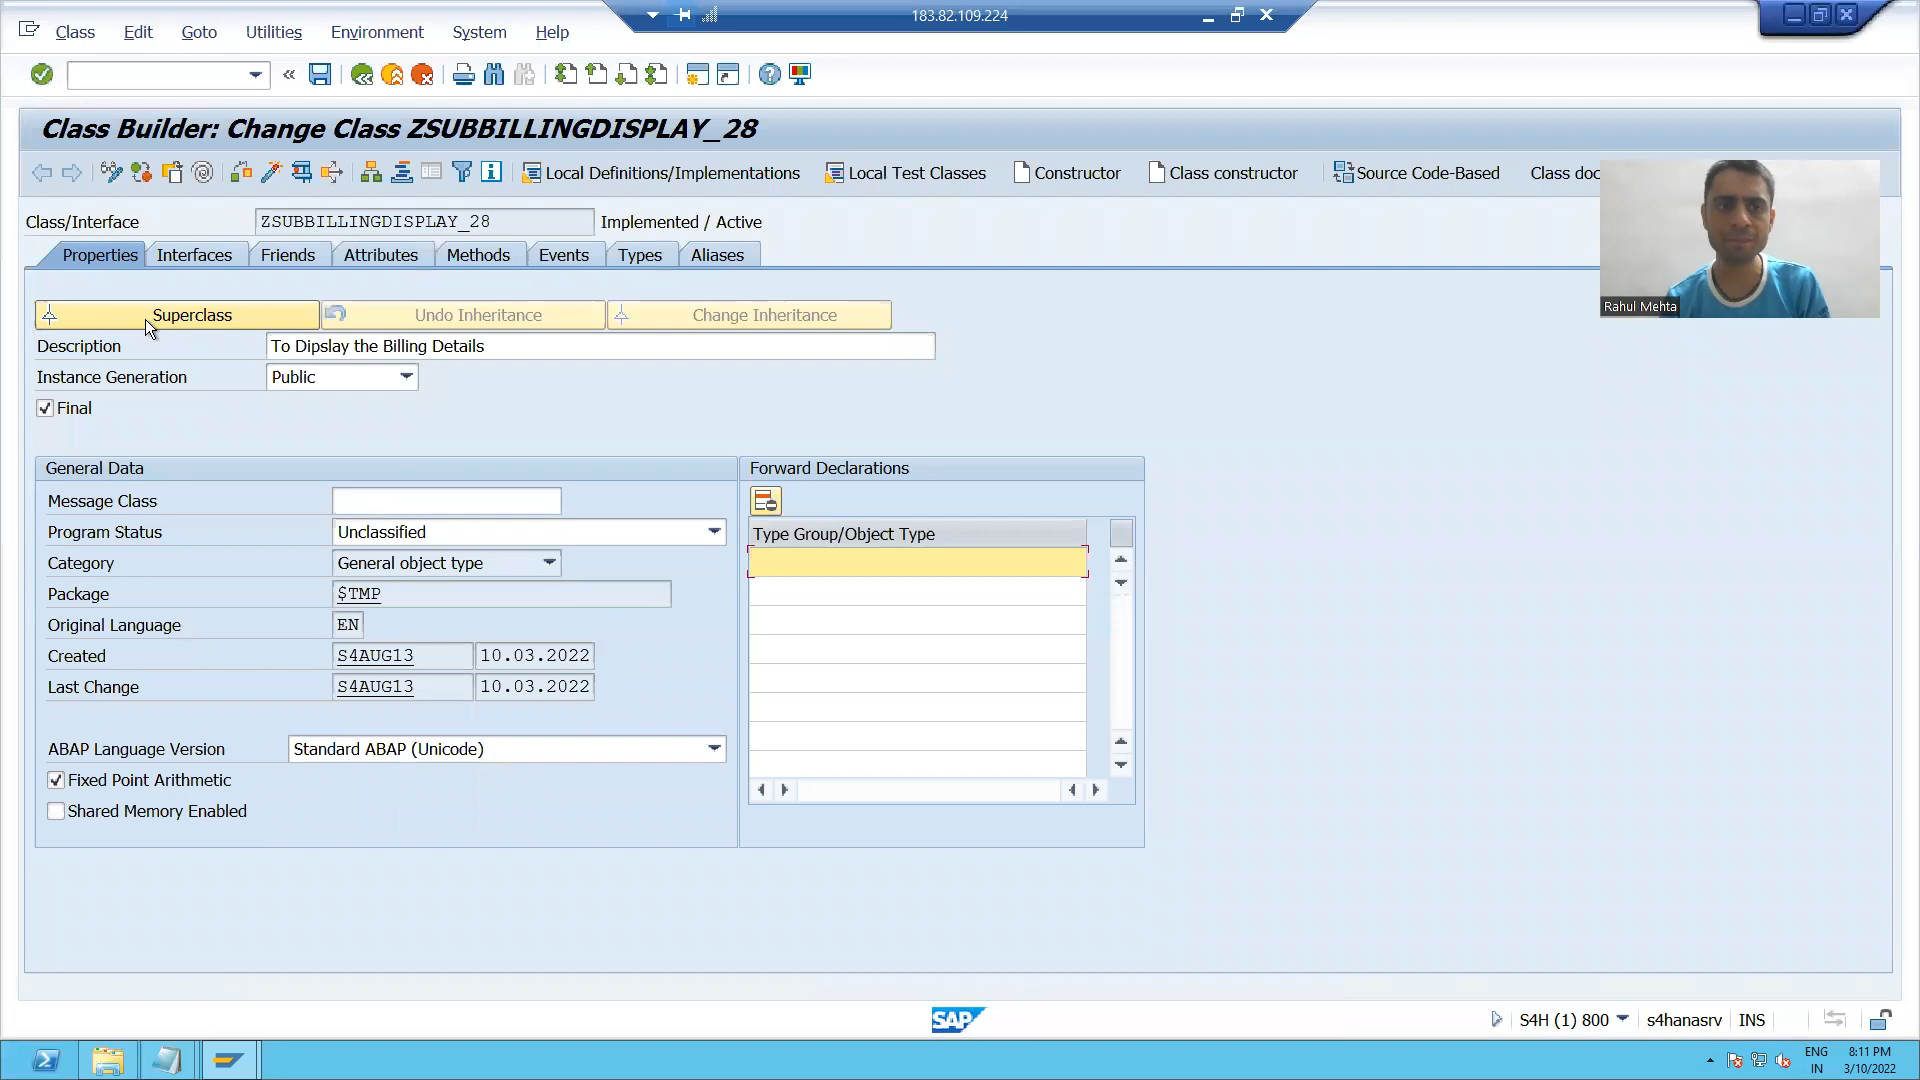 183.82.109.224
Class Edit Goto Utilities Environment System Help
Class Builder: Change Class ZSUBBILLINGDISPLAY_28
Local Definitions/Implementations Local Test Classes Constructor Class constructor Source Code-Based Class doc
Class/Interface ZSUBBILLINGDISPLAY_28 Implemented / Active
Properties Interfaces Friends Attributes Methods Events Types Aliases
Rahul Mehta
Superclass Undo Inheritance Change Inheritance
Description To Dipslay the Billing Details
Instance Generation Public
Final
General Data Forward Declarations
Message Class
Program Status Unclassified Type Group/Object Type
Category General object type
Package $TMP
Original Language EN
Created S4AUG13 10.03.2022
Last Change S4AUG13 10.03.2022
ABAP Language Version Standard ABAP (Unicode)
Fixed Point Arithmetic
Shared Memory Enabled
SAP S4H (1) 800 s4hanasrv INS
ENG 8:11 PM
IN 3/10/2022